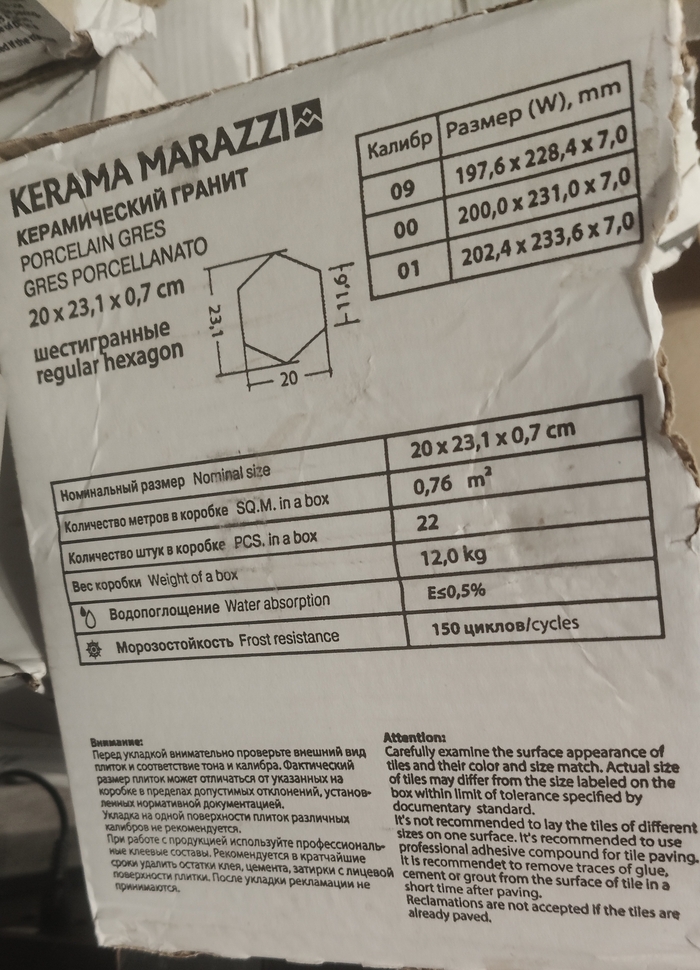 KERAMA MARAZZI
КЕРАМИЧЕСКИЙ ГРАНИТ
PORCELAIN GRES
GRES PORCELLANATO
20 x 23,1 x 0,7 cm
шестигранные
regular hexagon
23,1
11,6
20
Калибр Размер (W), mm
09 197,6 x 228,4 x 7,0
00 200,0 x 231,0 x 7,0
01 202,4 x 233,6 x 7,0
Номинальный размер Nominal size 20 x 23,1 x 0,7 cm
Количество метров в коробке SQ.M. in a box 0,76 m²
Количество штук в коробке PCS. in a box 22
Вес коробки Weight of a box 12,0 kg
Водопоглощение Water absorption E≤0,5%
Морозостойкость Frost resistance 150 циклов/cycles
Внимание:
Перед укладкой внимательно проверьте внешний вид
плиток и соответствие тона и калибра. Фактический
размер плиток может отличаться от указанных на
коробке в пределах допустимых отклонений, установ-
ленных нормативной документацией.
Укладка на одной поверхности плиток различных
калибров не рекомендуется.
При работе с продукцией используйте профессиональ-
ные клеевые составы. Рекомендуется в кратчайшие
сроки удалить остатки клея, цемента, затирки с лицевой
поверхности плитки. После укладки рекламации не
принимаются.
Attention:
Carefully examine the surface appearance of
tiles and their color and size match. Actual size
of tiles may differ from the size labeled on the
box within limit of tolerance specified by
documentary standard.
It's not recommended to lay the tiles of different
sizes on one surface. It's recommended to use
professional adhesive compound for tile paving.
It is recommendet to remove traces of glue,
cement or grout from the surface of tile in a
short time after paving.
Reclamations are not accepted if the tiles are
already paved.